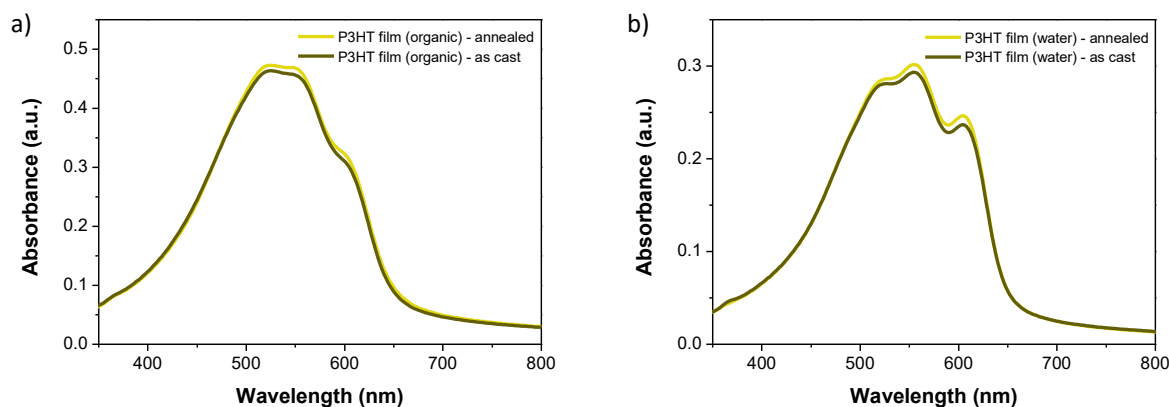 a)
P3HT film (organic) - annealed
P3HT film (organic) - as cast
0.5
0.4
0.3
0.2
0.1
0.0
Absorbance (a.u.)
400 500 600 700 800
Wavelength (nm)
b)
P3HT film (water) - annealed
P3HT film (water) - as cast
0.3
0.2
0.1
0.0
Absorbance (a.u.)
400 500 600 700 800
Wavelength (nm)